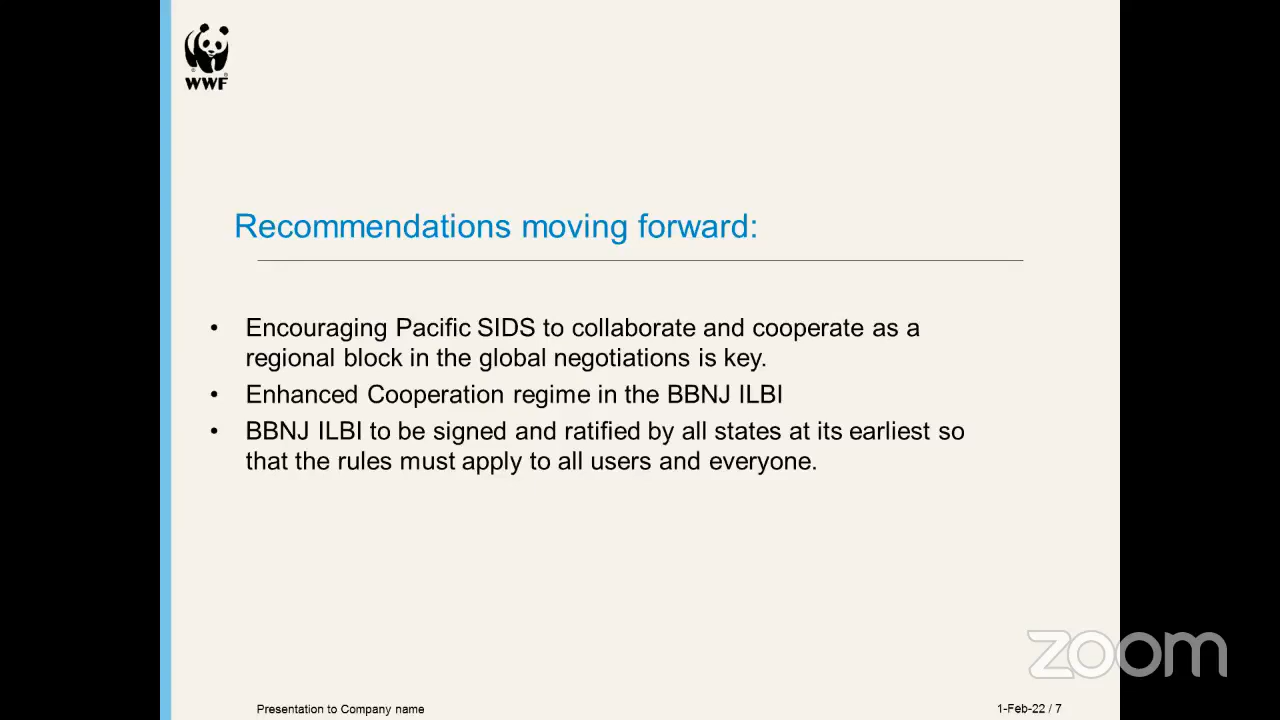 WWF
Recommendations moving forward:
• Encouraging Pacific SIDS to collaborate and cooperate as a
regional block in the global negotiations is key.
• Enhanced Cooperation regime in the BBNJ ILBI
• BBNJ ILBI to be signed and ratified by all states at its earliest so
that the rules must apply to all users and everyone.
zoom
Presentation to Company name
1-Feb-22 / 7